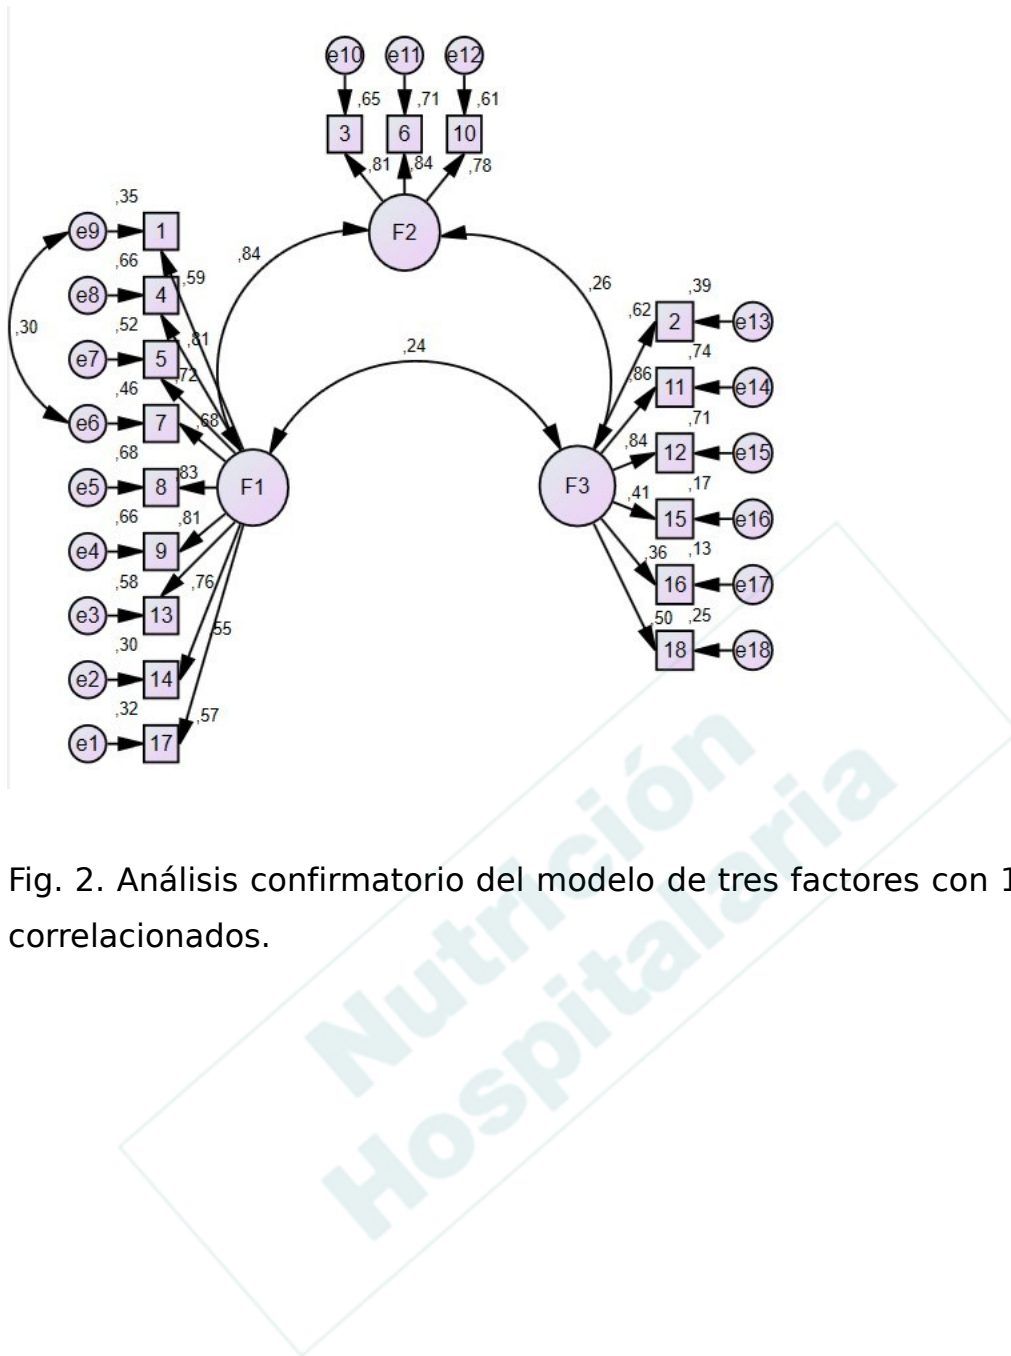 e10 e11 e12
,65 ,71 ,61
3 6 10
,81 ,84 ,78
F2
,35
e9 1
,84
,66 ,59
e8 4
,26
,30
,52 ,81
e7 5
,72
,46 ,68
e6 7
,24
,68 ,83
e5 8
F1
,66 ,81
e4 9
,58 ,76
e3 13
,55
,30
e2 14
,32 ,57
e1 17
,39
,62 2 e13
,74
,86 11 e14
,71
,84 12 e15
F3
,17
,41 15 e16
,13
,36 16 e17
,25
,50 18 e18
Fig. 2. Análisis confirmatorio del modelo de tres factores con 1
correlacionados.
Nutrición
Hospitalaria